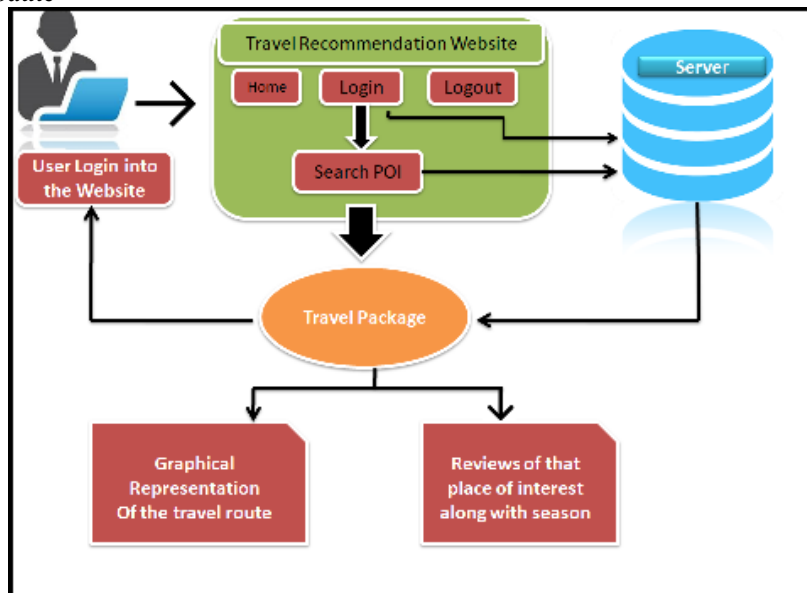 Travel Recommendation Website
Server
Home
Login
Logout
User Login into
the Website
Search POI
Travel Package
Graphical
Representation
Of the travel route
Reviews of that
place of interest
along with season